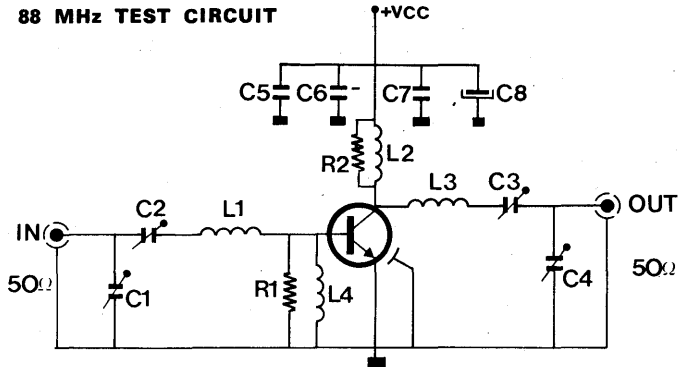 88 MHz TEST CIRCUIT
+VCC
C5 C6 C7 C8
R2 L2
L3 C3
C2 L1
IN OUT
50Ω 50Ω
C1 R1 L4 C4